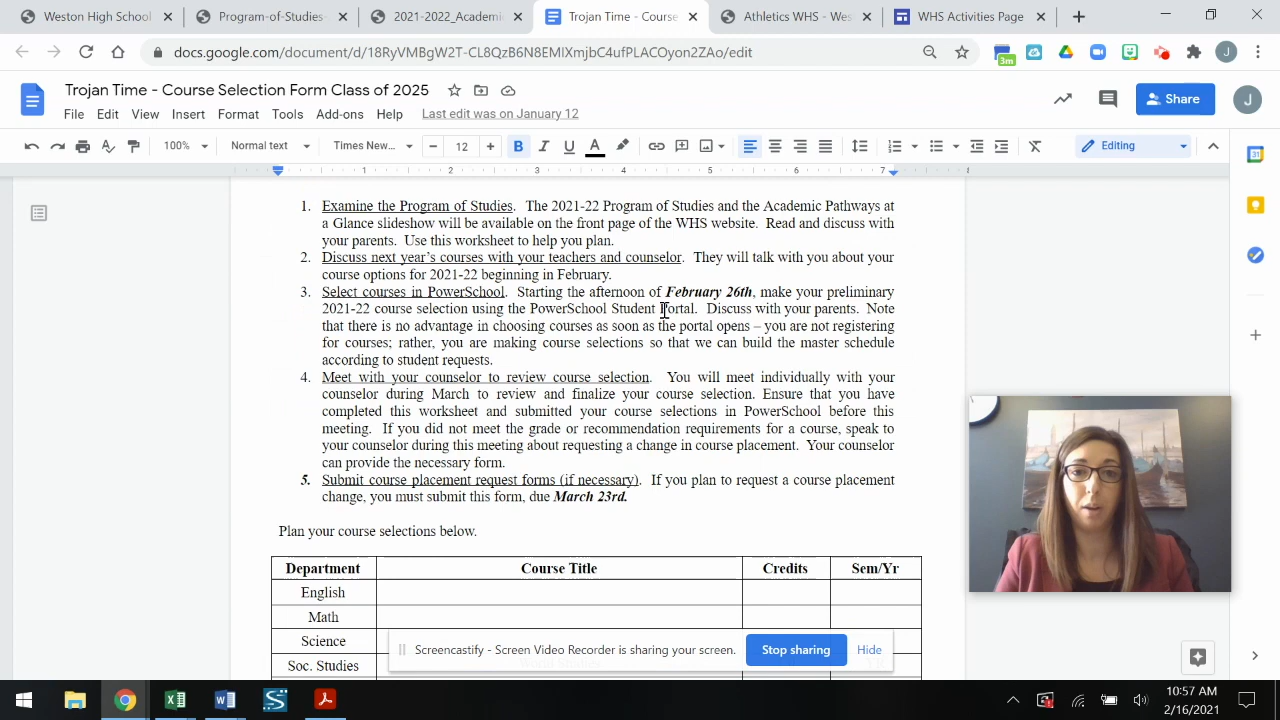 Weston High School
Program-of-Studies-
2021-2022_Academi
Trojan Time - Course
Athletics WHS - Wes
WHS Activities Page
docs.google.com/document/d/18RyVMBgW2T-CL8QzB6N8EMIXmjbC4ufPLACOyon2ZAo/edit
3m
J
Trojan Time - Course Selection Form Class of 2025
File Edit View Insert Format Tools Add-ons Help Last edit was on January 12
Share
J
100% Normal text Times New... 12 B I U A Editing
1 2 3 4 5 6 7 8
31
1. Examine the Program of Studies. The 2021-22 Program of Studies and the Academic Pathways at
a Glance slideshow will be available on the front page of the WHS website. Read and discuss with
your parents. Use this worksheet to help you plan.
2. Discuss next year's courses with your teachers and counselor. They will talk with you about your
course options for 2021-22 beginning in February.
3. Select courses in PowerSchool. Starting the afternoon of February 26th, make your preliminary
2021-22 course selection using the PowerSchool Student Portal. Discuss with your parents. Note
that there is no advantage in choosing courses as soon as the portal opens – you are not registering
for courses; rather, you are making course selections so that we can build the master schedule
according to student requests.
4. Meet with your counselor to review course selection. You will meet individually with your
counselor during March to review and finalize your course selection. Ensure that you have
completed this worksheet and submitted your course selections in PowerSchool before this
meeting. If you did not meet the grade or recommendation requirements for a course, speak to
your counselor during this meeting about requesting a change in course placement. Your counselor
can provide the necessary form.
5. Submit course placement request forms (if necessary). If you plan to request a course placement
change, you must submit this form, due March 23rd.
Plan your course selections below.
Department Course Title Credits Sem/Yr
English
Math
Science
Soc. Studies
Screencastify - Screen Video Recorder is sharing your screen. Stop sharing Hide
10:57 AM
2/16/2021